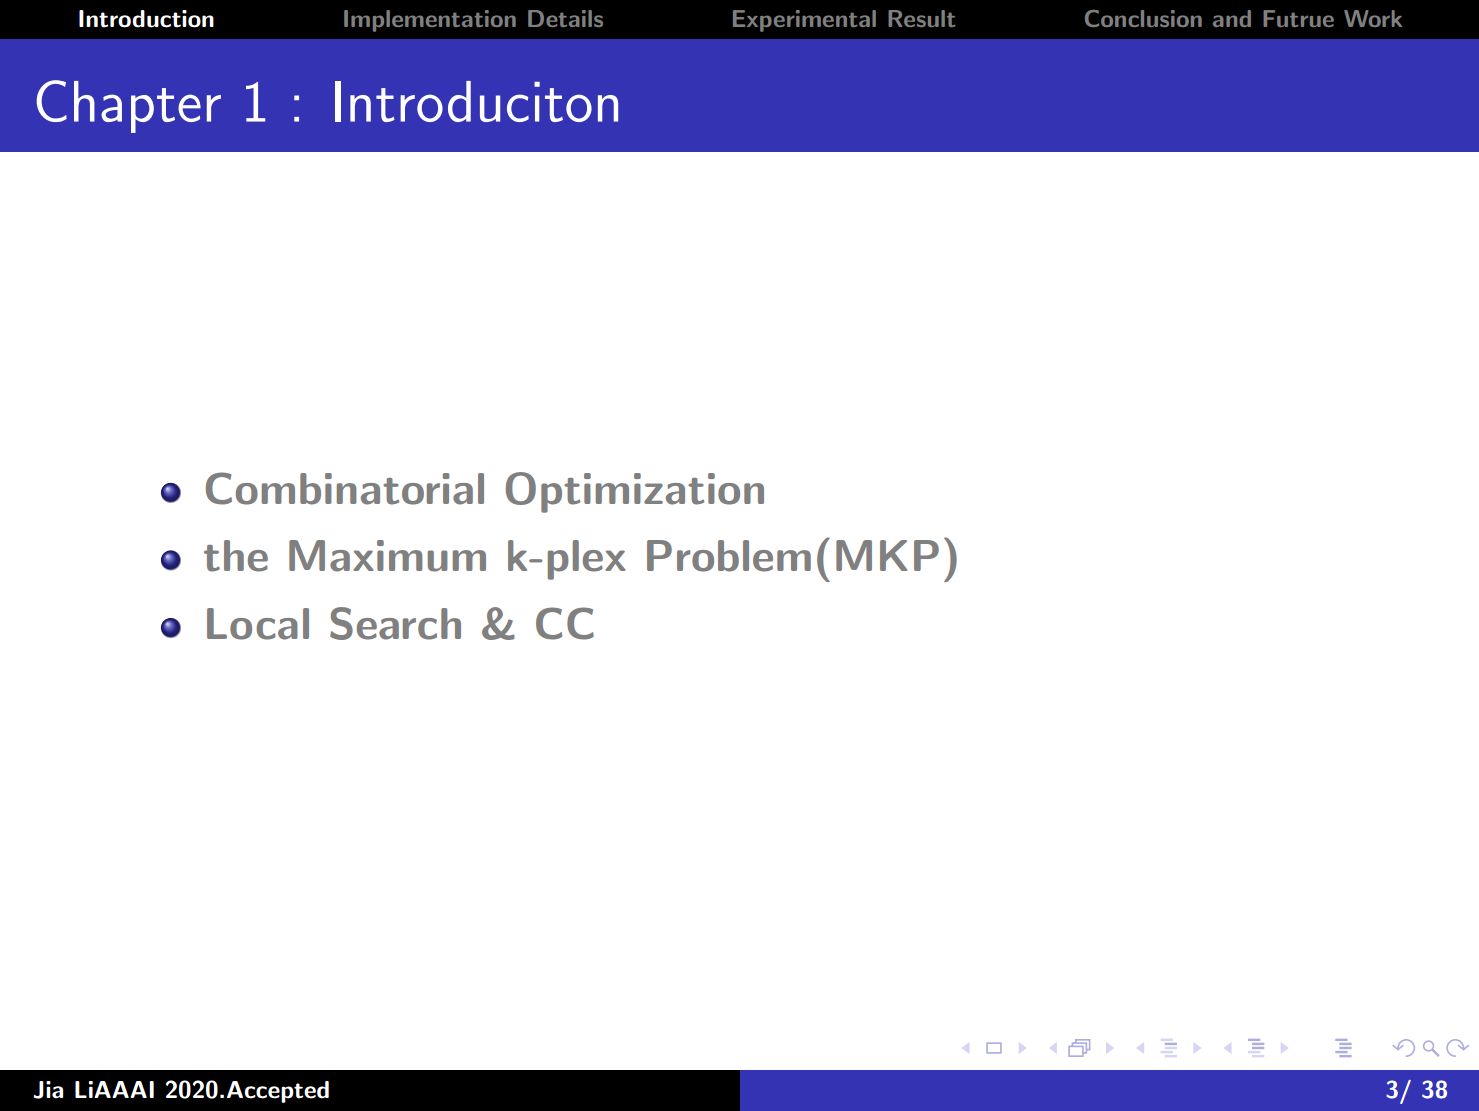 Introduction Implementation Details Experimental Result Conclusion and Futrue Work
Chapter 1 : Introduciton
Combinatorial Optimization
the Maximum k-plex Problem(MKP)
Local Search & CC
Jia LiAAAI 2020.Accepted 3/ 38